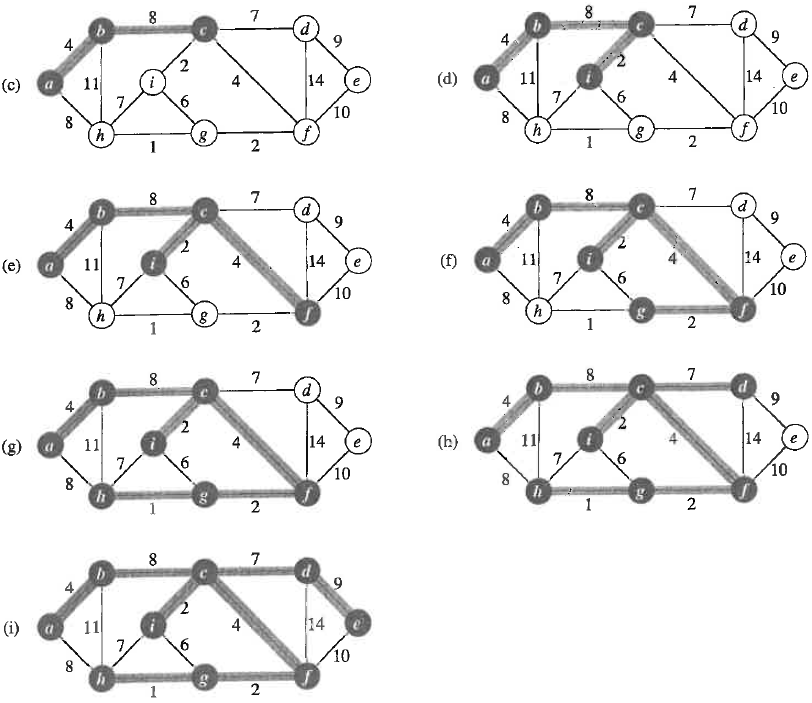 (c) a b c d e f g h i 4 8 7 9 8 11 7 2 6 4 14 10 1 2
(d) a b c d e f g h i 4 8 7 9 8 11 7 2 6 4 14 10 1 2
(e) a b c d e f g h i 4 8 7 9 8 11 7 2 6 4 14 10 1 2
(f) a b c d e f g h i 4 8 7 9 8 11 7 2 6 4 14 10 1 2
(g) a b c d e f g h i 4 8 7 9 8 11 7 2 6 4 14 10 1 2
(h) a b c d e f g h i 4 8 7 9 8 11 7 2 6 4 14 10 1 2
(i) a b c d e f g h i 4 8 7 9 8 11 7 2 6 4 14 10 1 2